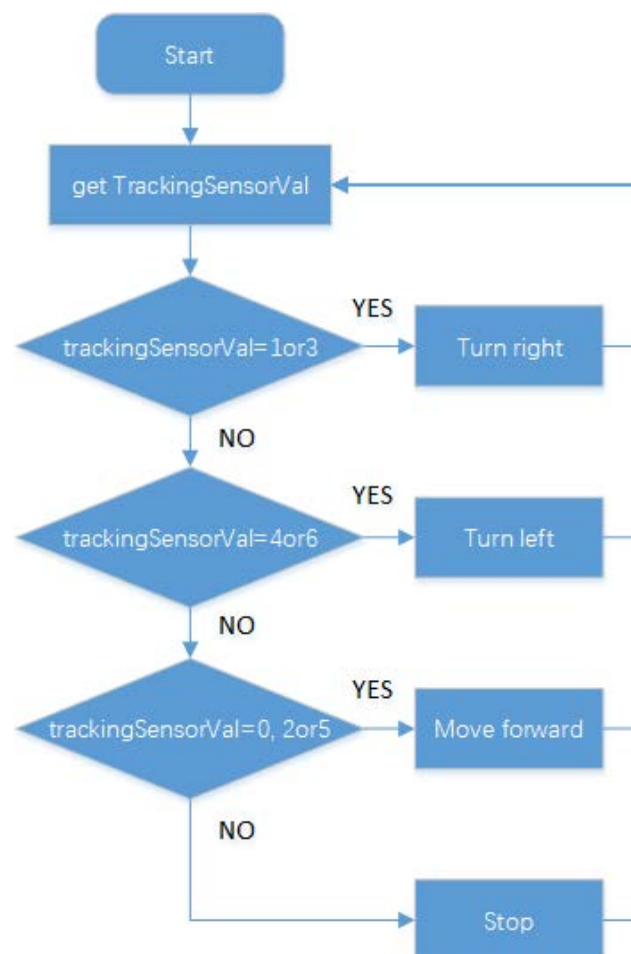 Start
get TrackingSensorVal
trackingSensorVal=1or3
YES
Turn right
NO
trackingSensorVal=4or6
YES
Turn left
NO
trackingSensorVal=0, 2or5
YES
Move forward
NO
Stop